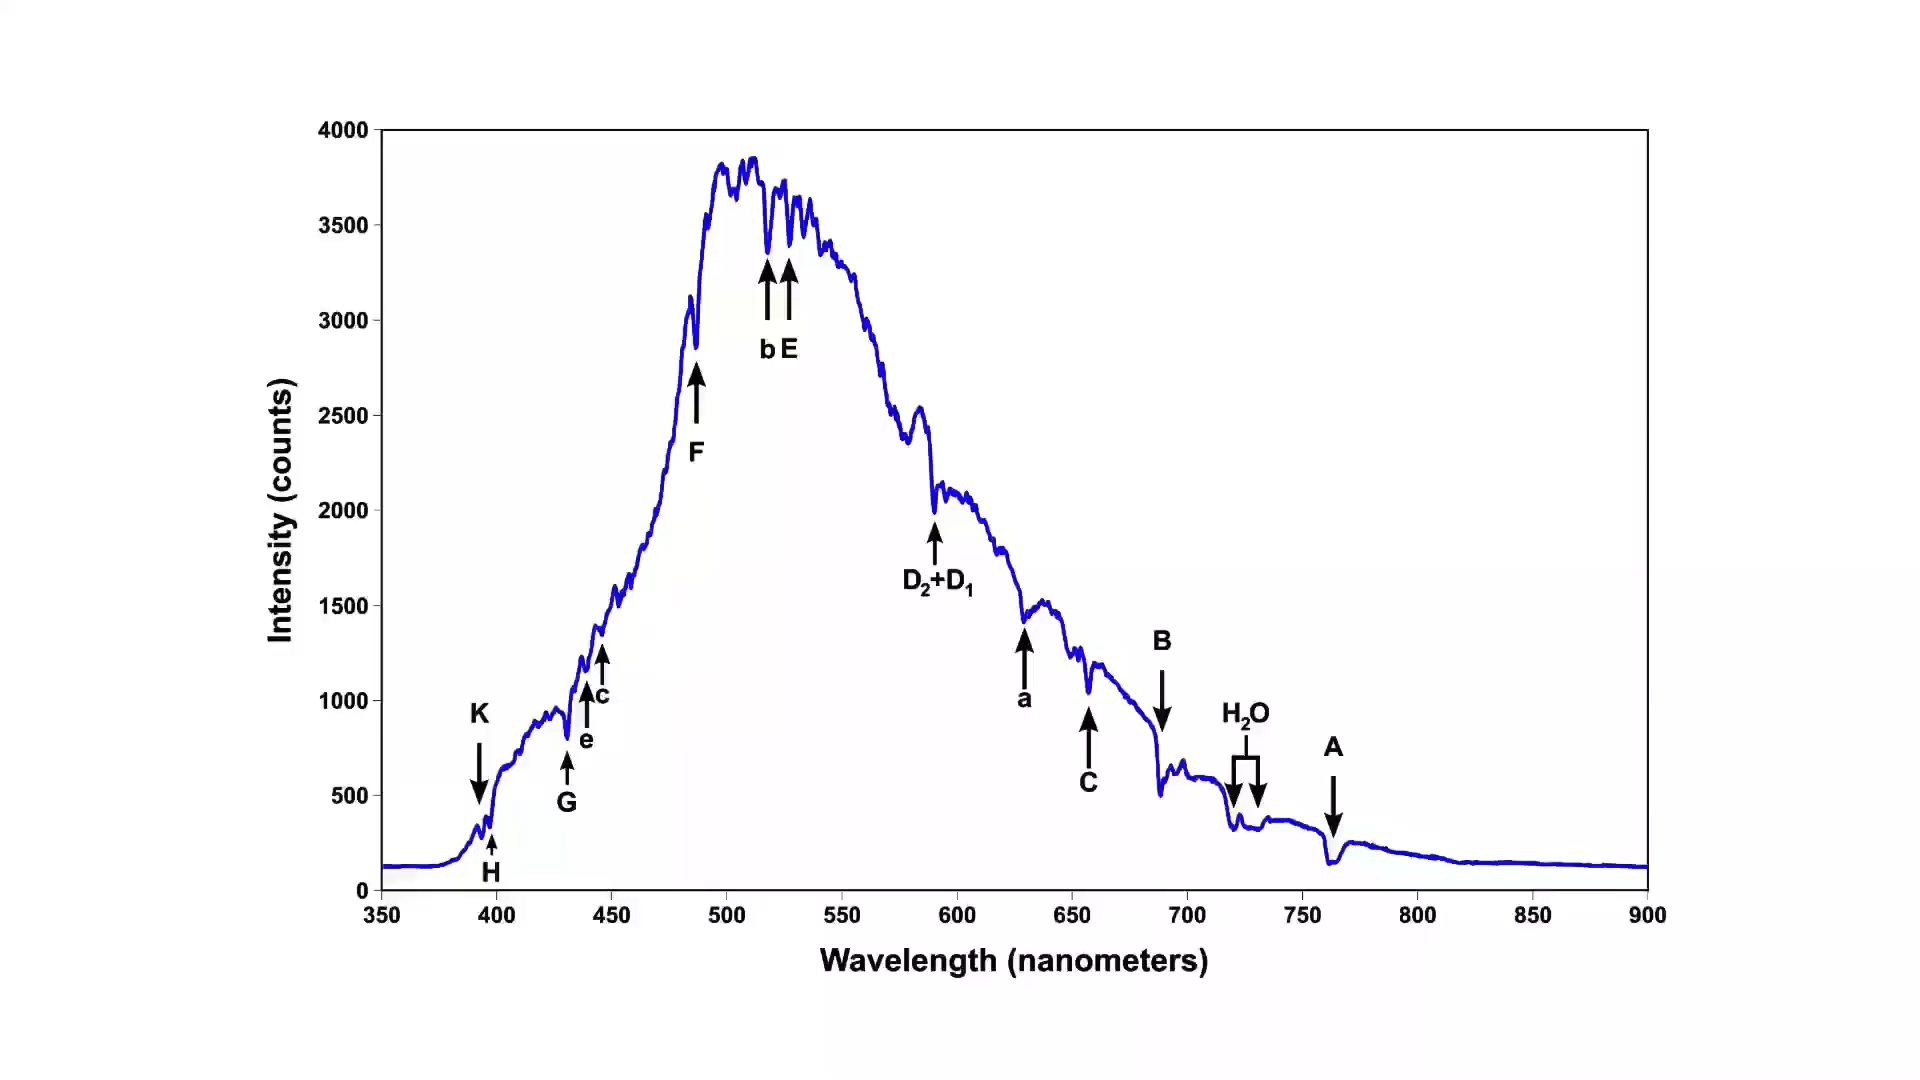 4000
3500
3000
2500
2000
1500
1000
500
0
Intensity (counts)
350 400 450 500 550 600 650 700 750 800 850 900
Wavelength (nanometers)
K
H
G
e
c
F
b E
D₂+D₁
a
C
B
H₂O
A